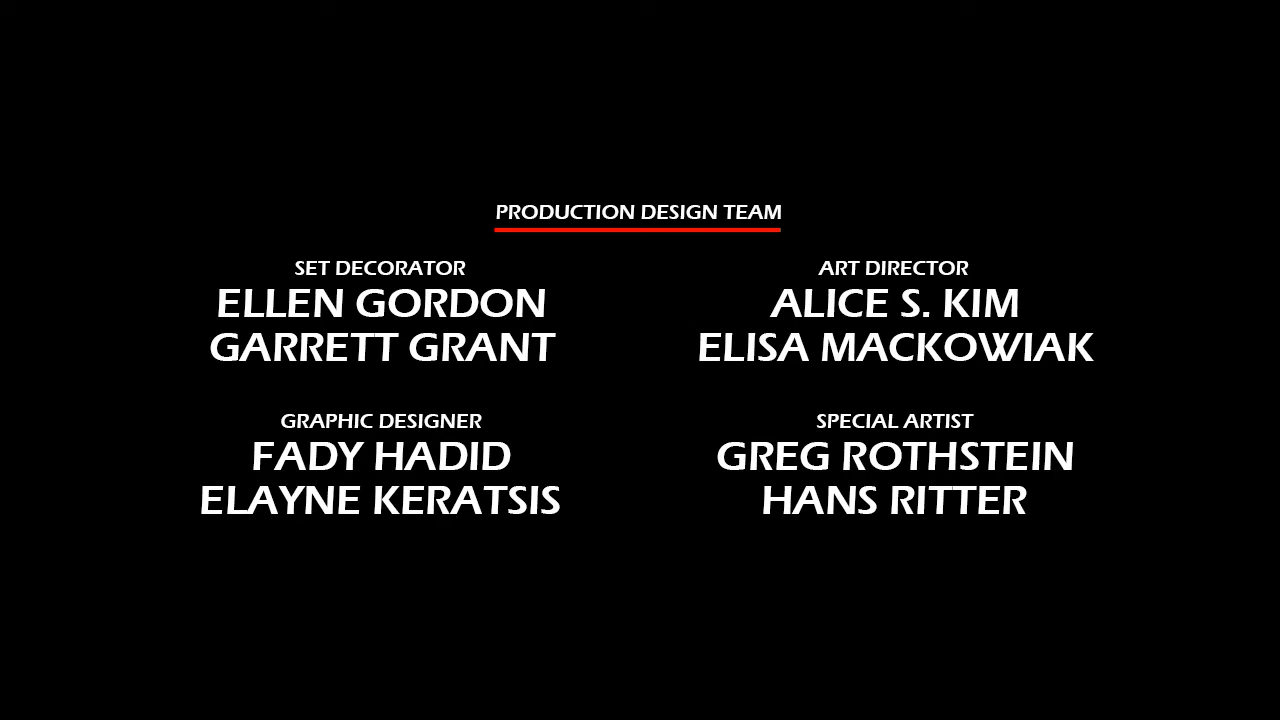 PRODUCTION DESIGN TEAM
SET DECORATOR
ELLEN GORDON
GARRETT GRANT
ART DIRECTOR
ALICE S. KIM
ELISA MACKOWIAK
GRAPHIC DESIGNER
FADY HADID
ELAYNE KERATSIS
SPECIAL ARTIST
GREG ROTHSTEIN
HANS RITTER